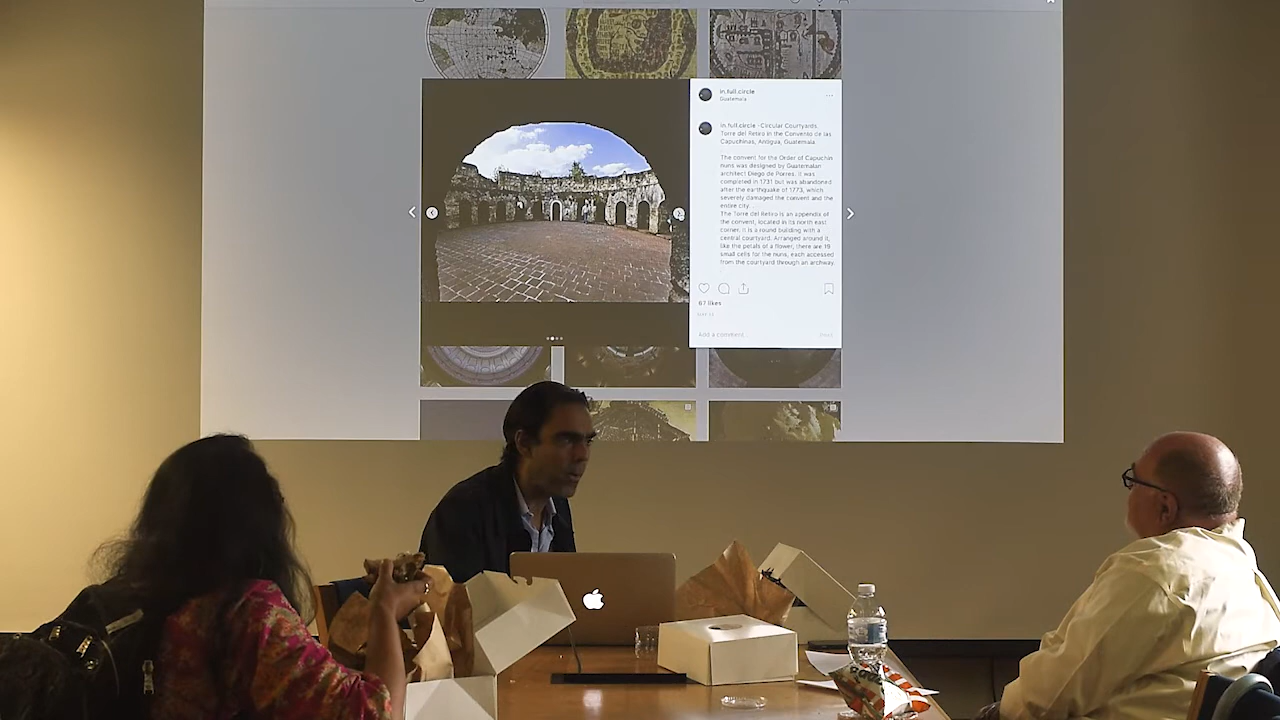 in.full.circle
Guatemala
in.full.circle · Circular Courtyards.
Torre del Retiro in the Convento de las
Capuchinas, Antigua, Guatemala.
The convent for the Order of Capuchin
nuns was designed by Guatemalan
architect Diego de Porres. It was
completed in 1731 but was abandoned
after the earthquake of 1773, which
severely damaged the convent and the
entire city.
The Torre del Retiro is an appendix of
the convent, located in its north east
corner. It is a round building with a
central courtyard. Arranged around it,
like the petals of a flower, there are 18
small cells for the nuns, each accessed
from the courtyard through an archway.
67 likes
Add a comment...